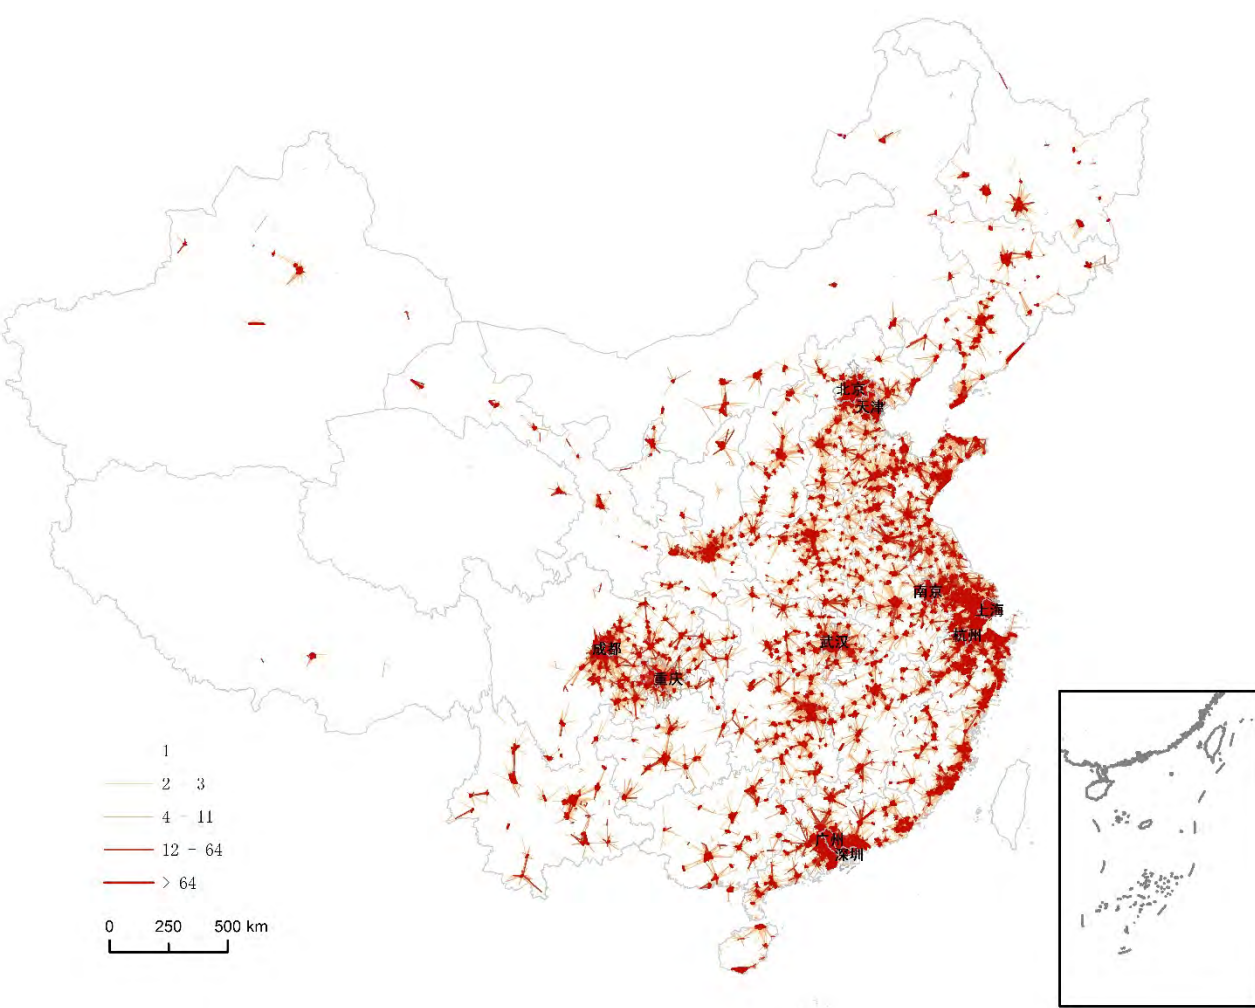 北京
天津
南京
上海
杭州
武汉
成都
重庆
广州
深圳
1
2 - 3
4 - 11
12 - 64
> 64
0 250 500 km